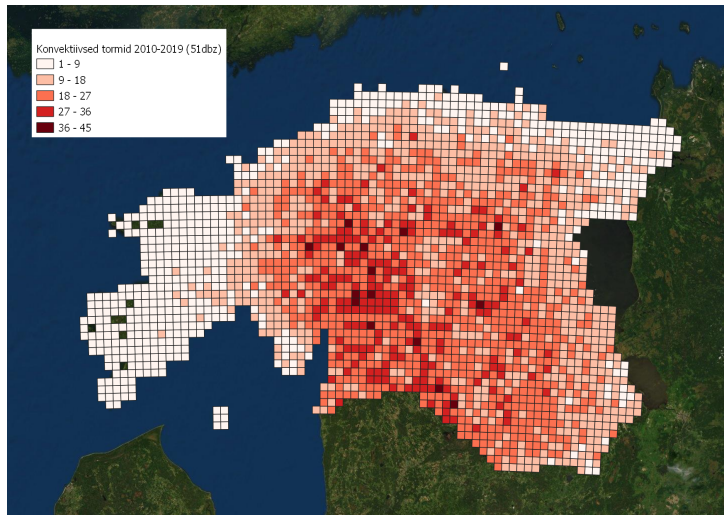 Konvektiivsed tormid 2010-2019 (51dbz)
1 - 9
9 - 18
18 - 27
27 - 36
36 - 45